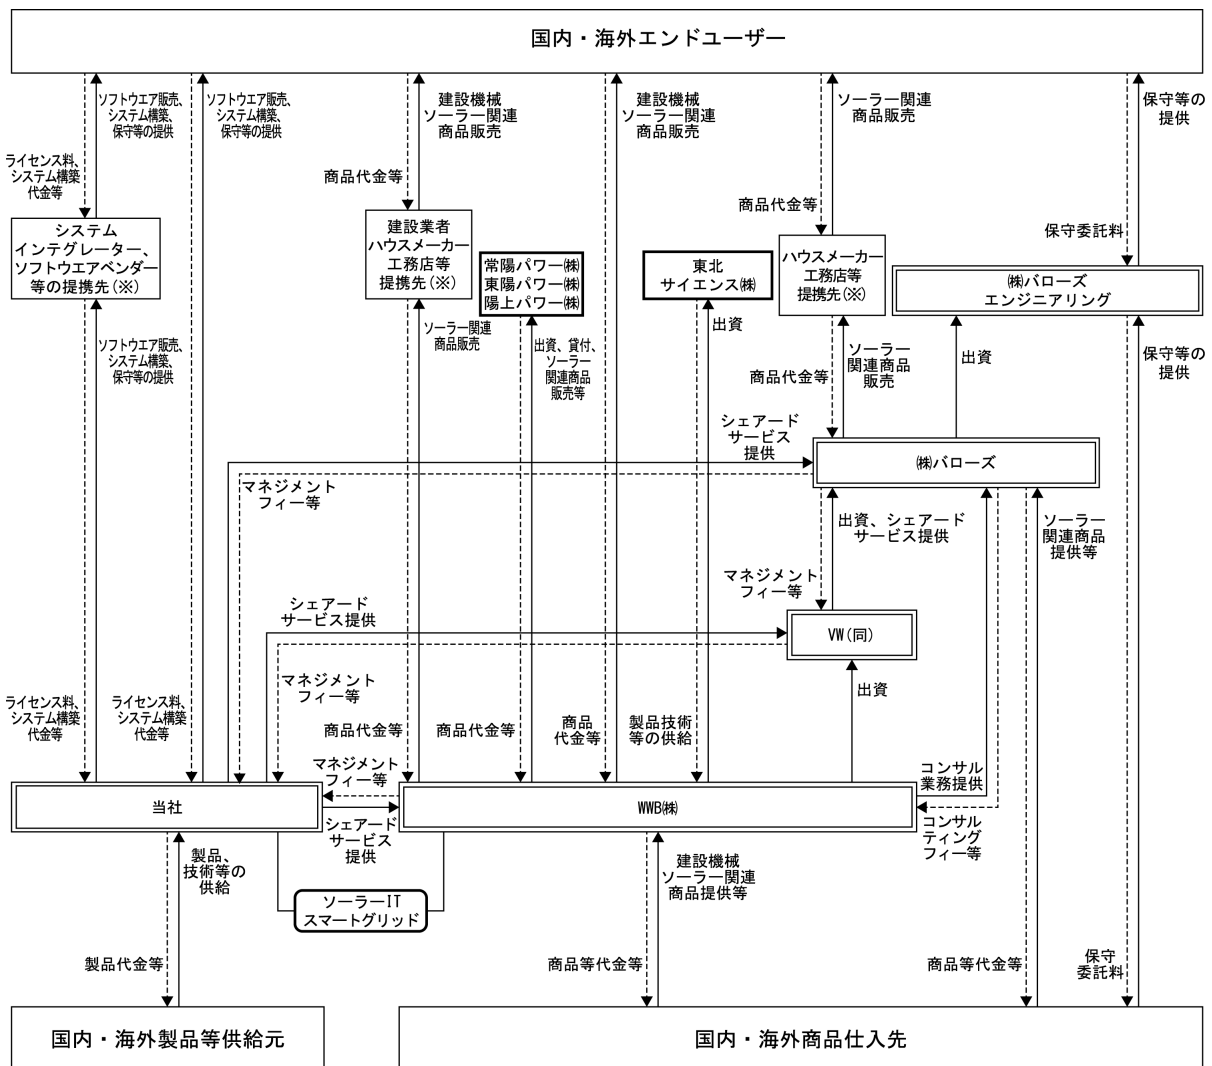 国内・海外エンドユーザー
ソフトウエア販売、
システム構築、
保守等の提供
ソフトウエア販売、
システム構築、
保守等の提供
建設機械
ソーラー関連
商品販売
建設機械
ソーラー関連
商品販売
ソーラー関連
商品販売
保守等の
提供
ライセンス料、
システム構築
代金等
商品代金等
商品代金等
保守委託料
システム
インテグレーター、
ソフトウエアベンダー
等の提携先(※)
建設業者
ハウスメーカー
工務店等
提携先(※)
常陽パワー㈱
東陽パワー㈱
陽上パワー㈱
東北
サイエンス㈱
ハウスメーカー
工務店等
提携先(※)
㈱バローズ
エンジニアリング
ソフトウエア販売、
システム構築、
保守等の提供
ソーラー関連
商品販売
出資、貸付、
ソーラー
関連商品
販売等
出資
商品代金等
ソーラー
関連商品
販売
出資
保守等の
提供
シェアード
サービス
提供
㈱バローズ
マネジメント
フィー等
出資、シェアード
サービス提供
ソーラー
関連商品
提供等
マネジメント
フィー等
シェアード
サービス提供
VW(同)
マネジメント
フィー等
出資
ライセンス料、
システム構築
代金等
ライセンス料、
システム構築
代金等
商品代金等
商品代金等
商品
代金等
製品技術
等の供給
マネジメント
フィー等
コンサル
業務提供
当社
WWB㈱
シェアード
サービス
提供
コンサル
ティング
フィー等
製品、
技術等の
供給
建設機械
ソーラー関連
商品提供等
ソーラーIT
スマートグリッド
製品代金等
商品等代金等
商品等代金等
保守
委託料
国内・海外製品等供給元
国内・海外商品仕入先